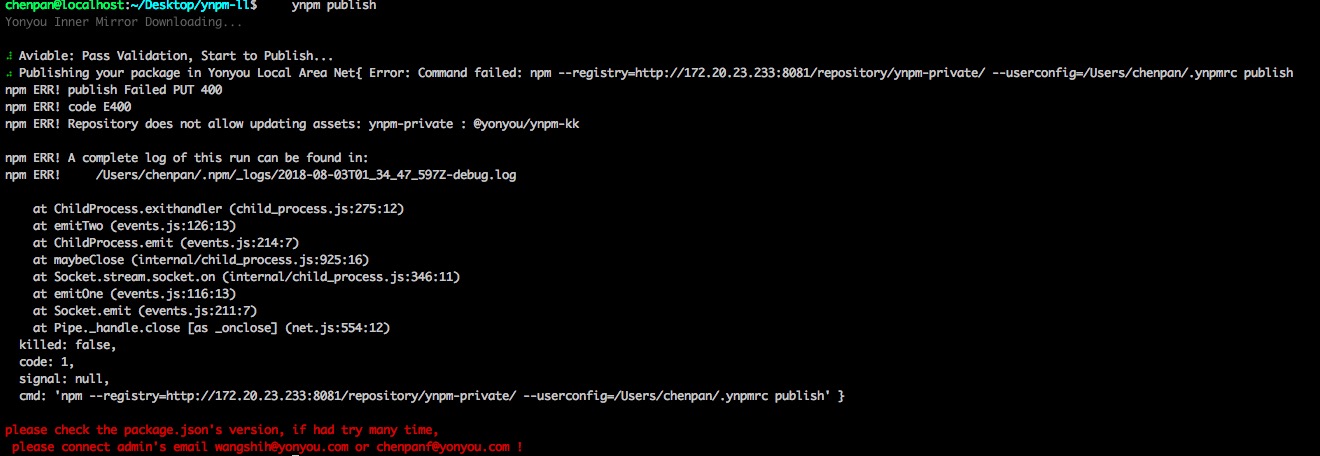 chenpan@localhost:~/Desktop/ynpm-ll$     ynpm publish
Yonyou Inner Mirror Downloading...
⠼ Aviable: Pass Validation, Start to Publish...
⠴ Publishing your package in Yonyou Local Area Net{ Error: Command failed: npm --registry=http://172.20.23.233:8081/repository/ynpm-private/ --userconfig=/Users/chenpan/.ynpmrc publish
npm ERR! publish Failed PUT 400
npm ERR! code E400
npm ERR! Repository does not allow updating assets: ynpm-private : @yonyou/ynpm-kk
npm ERR! A complete log of this run can be found in:
npm ERR!     /Users/chenpan/.npm/_logs/2018-08-03T01_34_47_597Z-debug.log
    at ChildProcess.exithandler (child_process.js:275:12)
    at emitTwo (events.js:126:13)
    at ChildProcess.emit (events.js:214:7)
    at maybeClose (internal/child_process.js:925:16)
    at Socket.stream.socket.on (internal/child_process.js:346:11)
    at emitOne (events.js:116:13)
    at Socket.emit (events.js:211:7)
    at Pipe._handle.close [as _onclose] (net.js:554:12)
  killed: false,
  code: 1,
  signal: null,
  cmd: 'npm --registry=http://172.20.23.233:8081/repository/ynpm-private/ --userconfig=/Users/chenpan/.ynpmrc publish' }
please check the package.json's version, if had try many time,
 please connect admin's email wangshih@yonyou.com or chenpanf@yonyou.com !